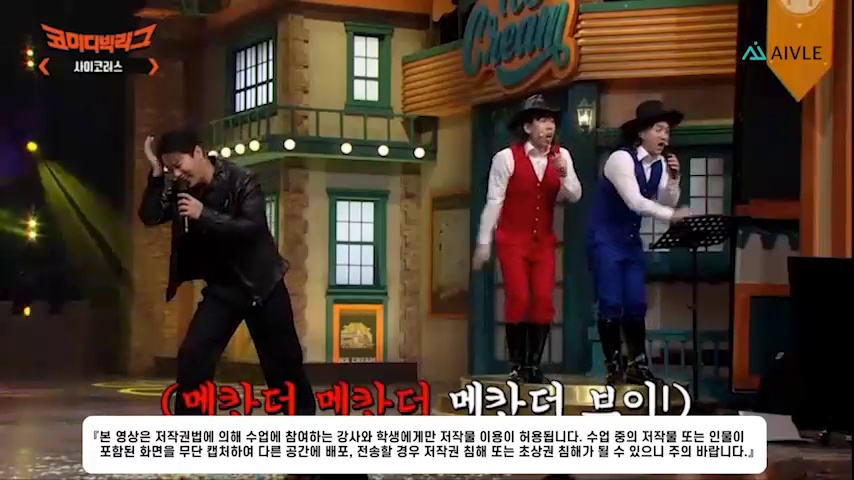 코미디빅리그
사이코러스
Ice
Cream
AIVLE
ICE CREAM
(메칸더 메칸더 메칸더 브이!)
『본 영상은 저작권법에 의해 수업에 참여하는 강사와 학생에게만 저작물 이용이 허용됩니다. 수업 중의 저작물 또는 인물이
포함된 화면을 무단 캡처하여 다른 공간에 배포, 전송할 경우 저작권 침해 또는 초상권 침해가 될 수 있으니 주의 바랍니다.』